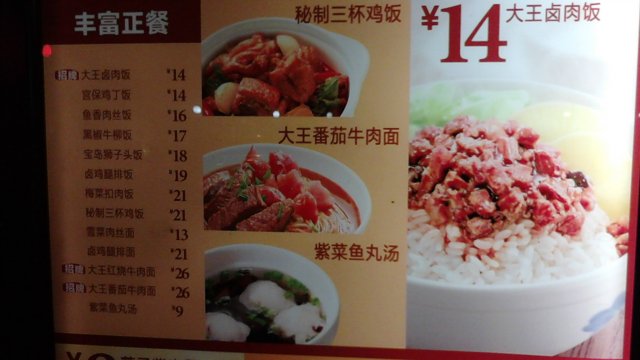 丰富正餐
招牌 大王卤肉饭 ¥14
宫保鸡丁饭 ¥14
鱼香肉丝饭 ¥16
黑椒牛柳饭 ¥17
宝岛狮子头饭 ¥18
卤鸡腿排饭 ¥19
梅菜扣肉饭 ¥21
秘制三杯鸡饭 ¥21
雪菜肉丝面 ¥13
卤鸡腿排面 ¥21
招牌 大王红烧牛肉面 ¥26
招牌 大王番茄牛肉面 ¥26
紫菜鱼丸汤 ¥9
秘制三杯鸡饭
大王番茄牛肉面
紫菜鱼丸汤
¥14 大王卤肉饭